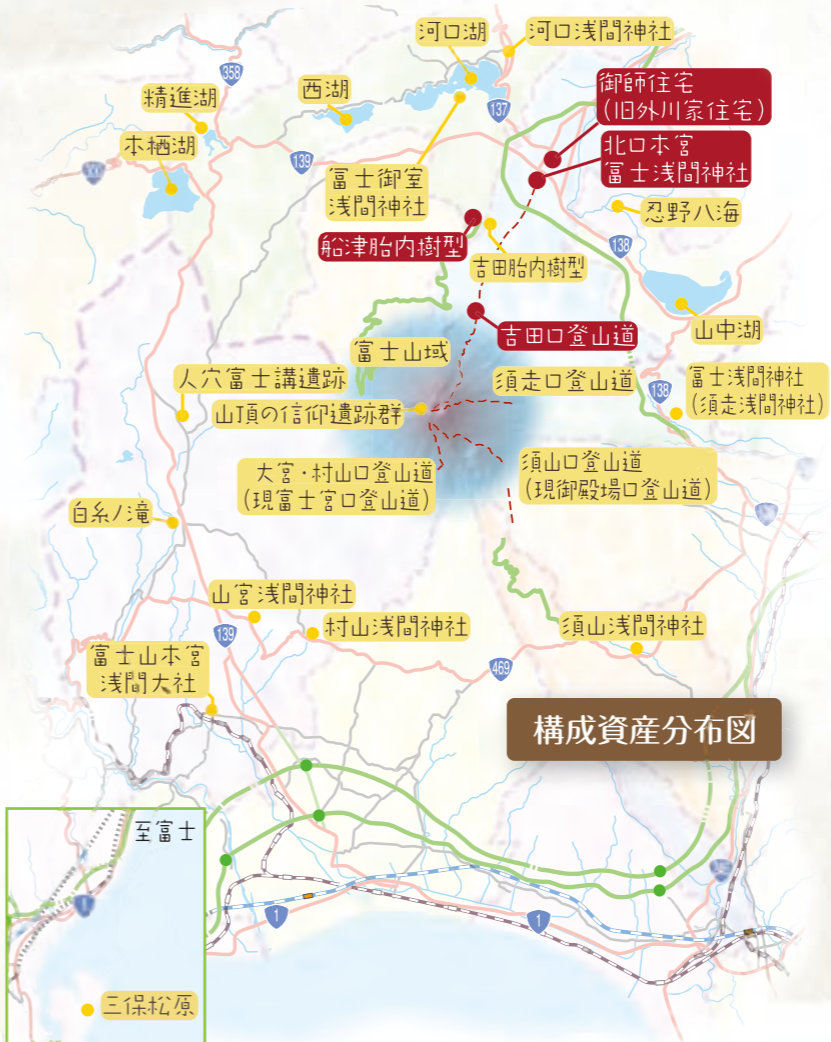 河口湖
河口浅間神社
358
精進湖
西湖
御師住宅
(旧外川家住宅)
137
本栖湖
139
北口本宮
冨士浅間神社
富士御室
浅間神社
忍野八海
船津胎内樹型
吉田胎内樹型
138
山中湖
吉田口登山道
富士山域
人穴富士講遺跡
須走口登山道
138
冨士浅間神社
(須走浅間神社)
山頂の信仰遺跡群
大宮・村山口登山道
(現富士宮口登山道)
須山口登山道
(現御殿場口登山道)
白糸ノ滝
山宮浅間神社
139
村山浅間神社
須山浅間神社
富士山本宮
浅間大社
469
構成資産分布図
至富士
1
1
1
三保松原